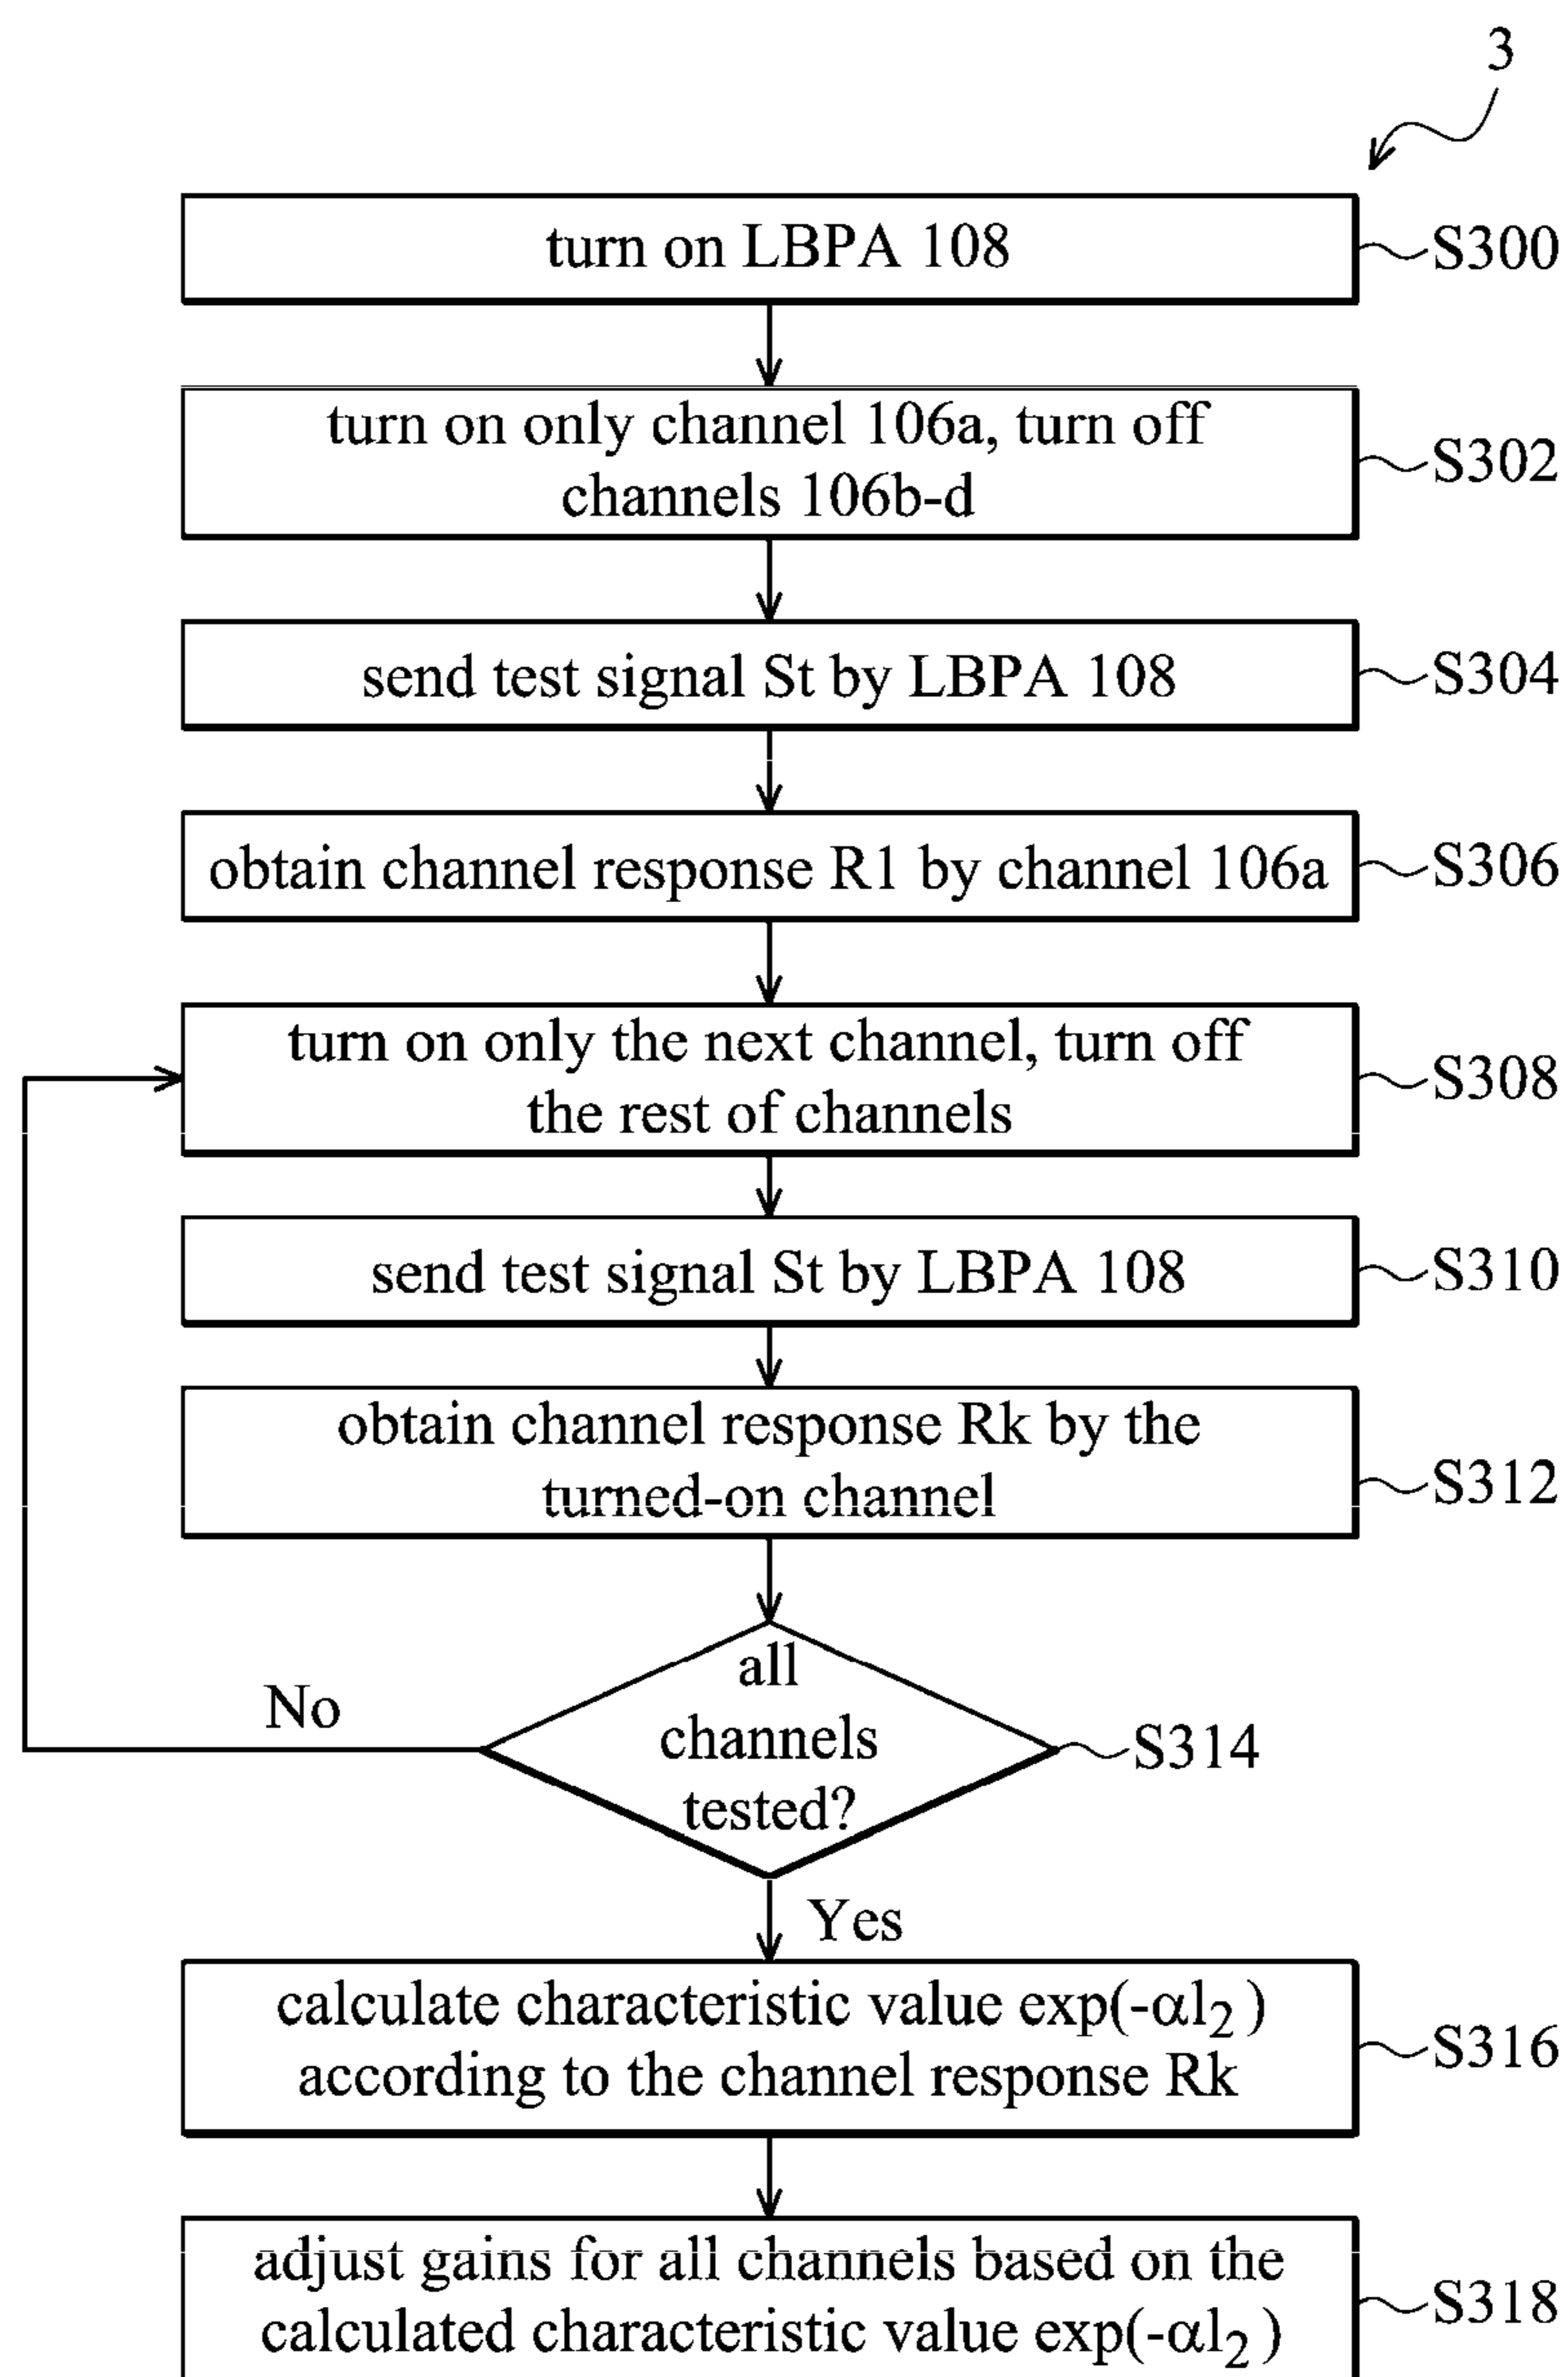 3
turn on LBPA 108
S300
turn on only channel 106a, turn off
channels 106b-d
S302
send test signal St by LBPA 108
S304
obtain channel response R1 by channel 106a
S306
turn on only the next channel, turn off
the rest of channels
S308
send test signal St by LBPA 108
S310
obtain channel response Rk by the
turned-on channel
S312
all
channels
tested?
S314
No
Yes
calculate characteristic value exp(-αl₂)
according to the channel response Rk
S316
adjust gains for all channels based on the
calculated characteristic value exp(-αl₂)
S318